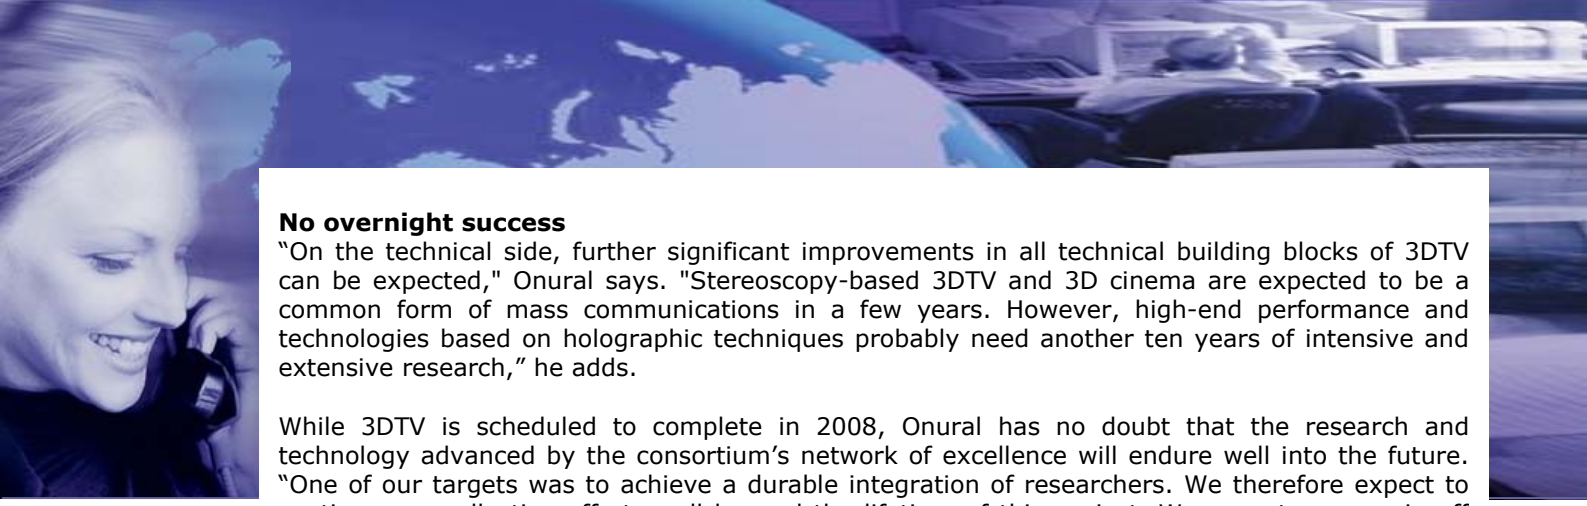 No overnight success
“On the technical side, further significant improvements in all technical building blocks of 3DTV
can be expected," Onural says. "Stereoscopy-based 3DTV and 3D cinema are expected to be a
common form of mass communications in a few years. However, high-end performance and
technologies based on holographic techniques probably need another ten years of intensive and
extensive research,” he adds.
While 3DTV is scheduled to complete in 2008, Onural has no doubt that the research and
technology advanced by the consortium’s network of excellence will endure well into the future.
“One of our targets was to achieve a durable integration of researchers. We therefore expect to